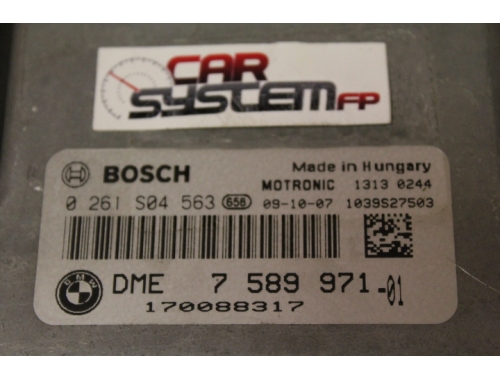 CAR
SYSTEM FP
BOSCH
Made in Hungary
MOTRONIC 1313 0244
0 261 S04 563 658 09-10-07 1039S27503
BMW DME 7 589 971-01
170088317